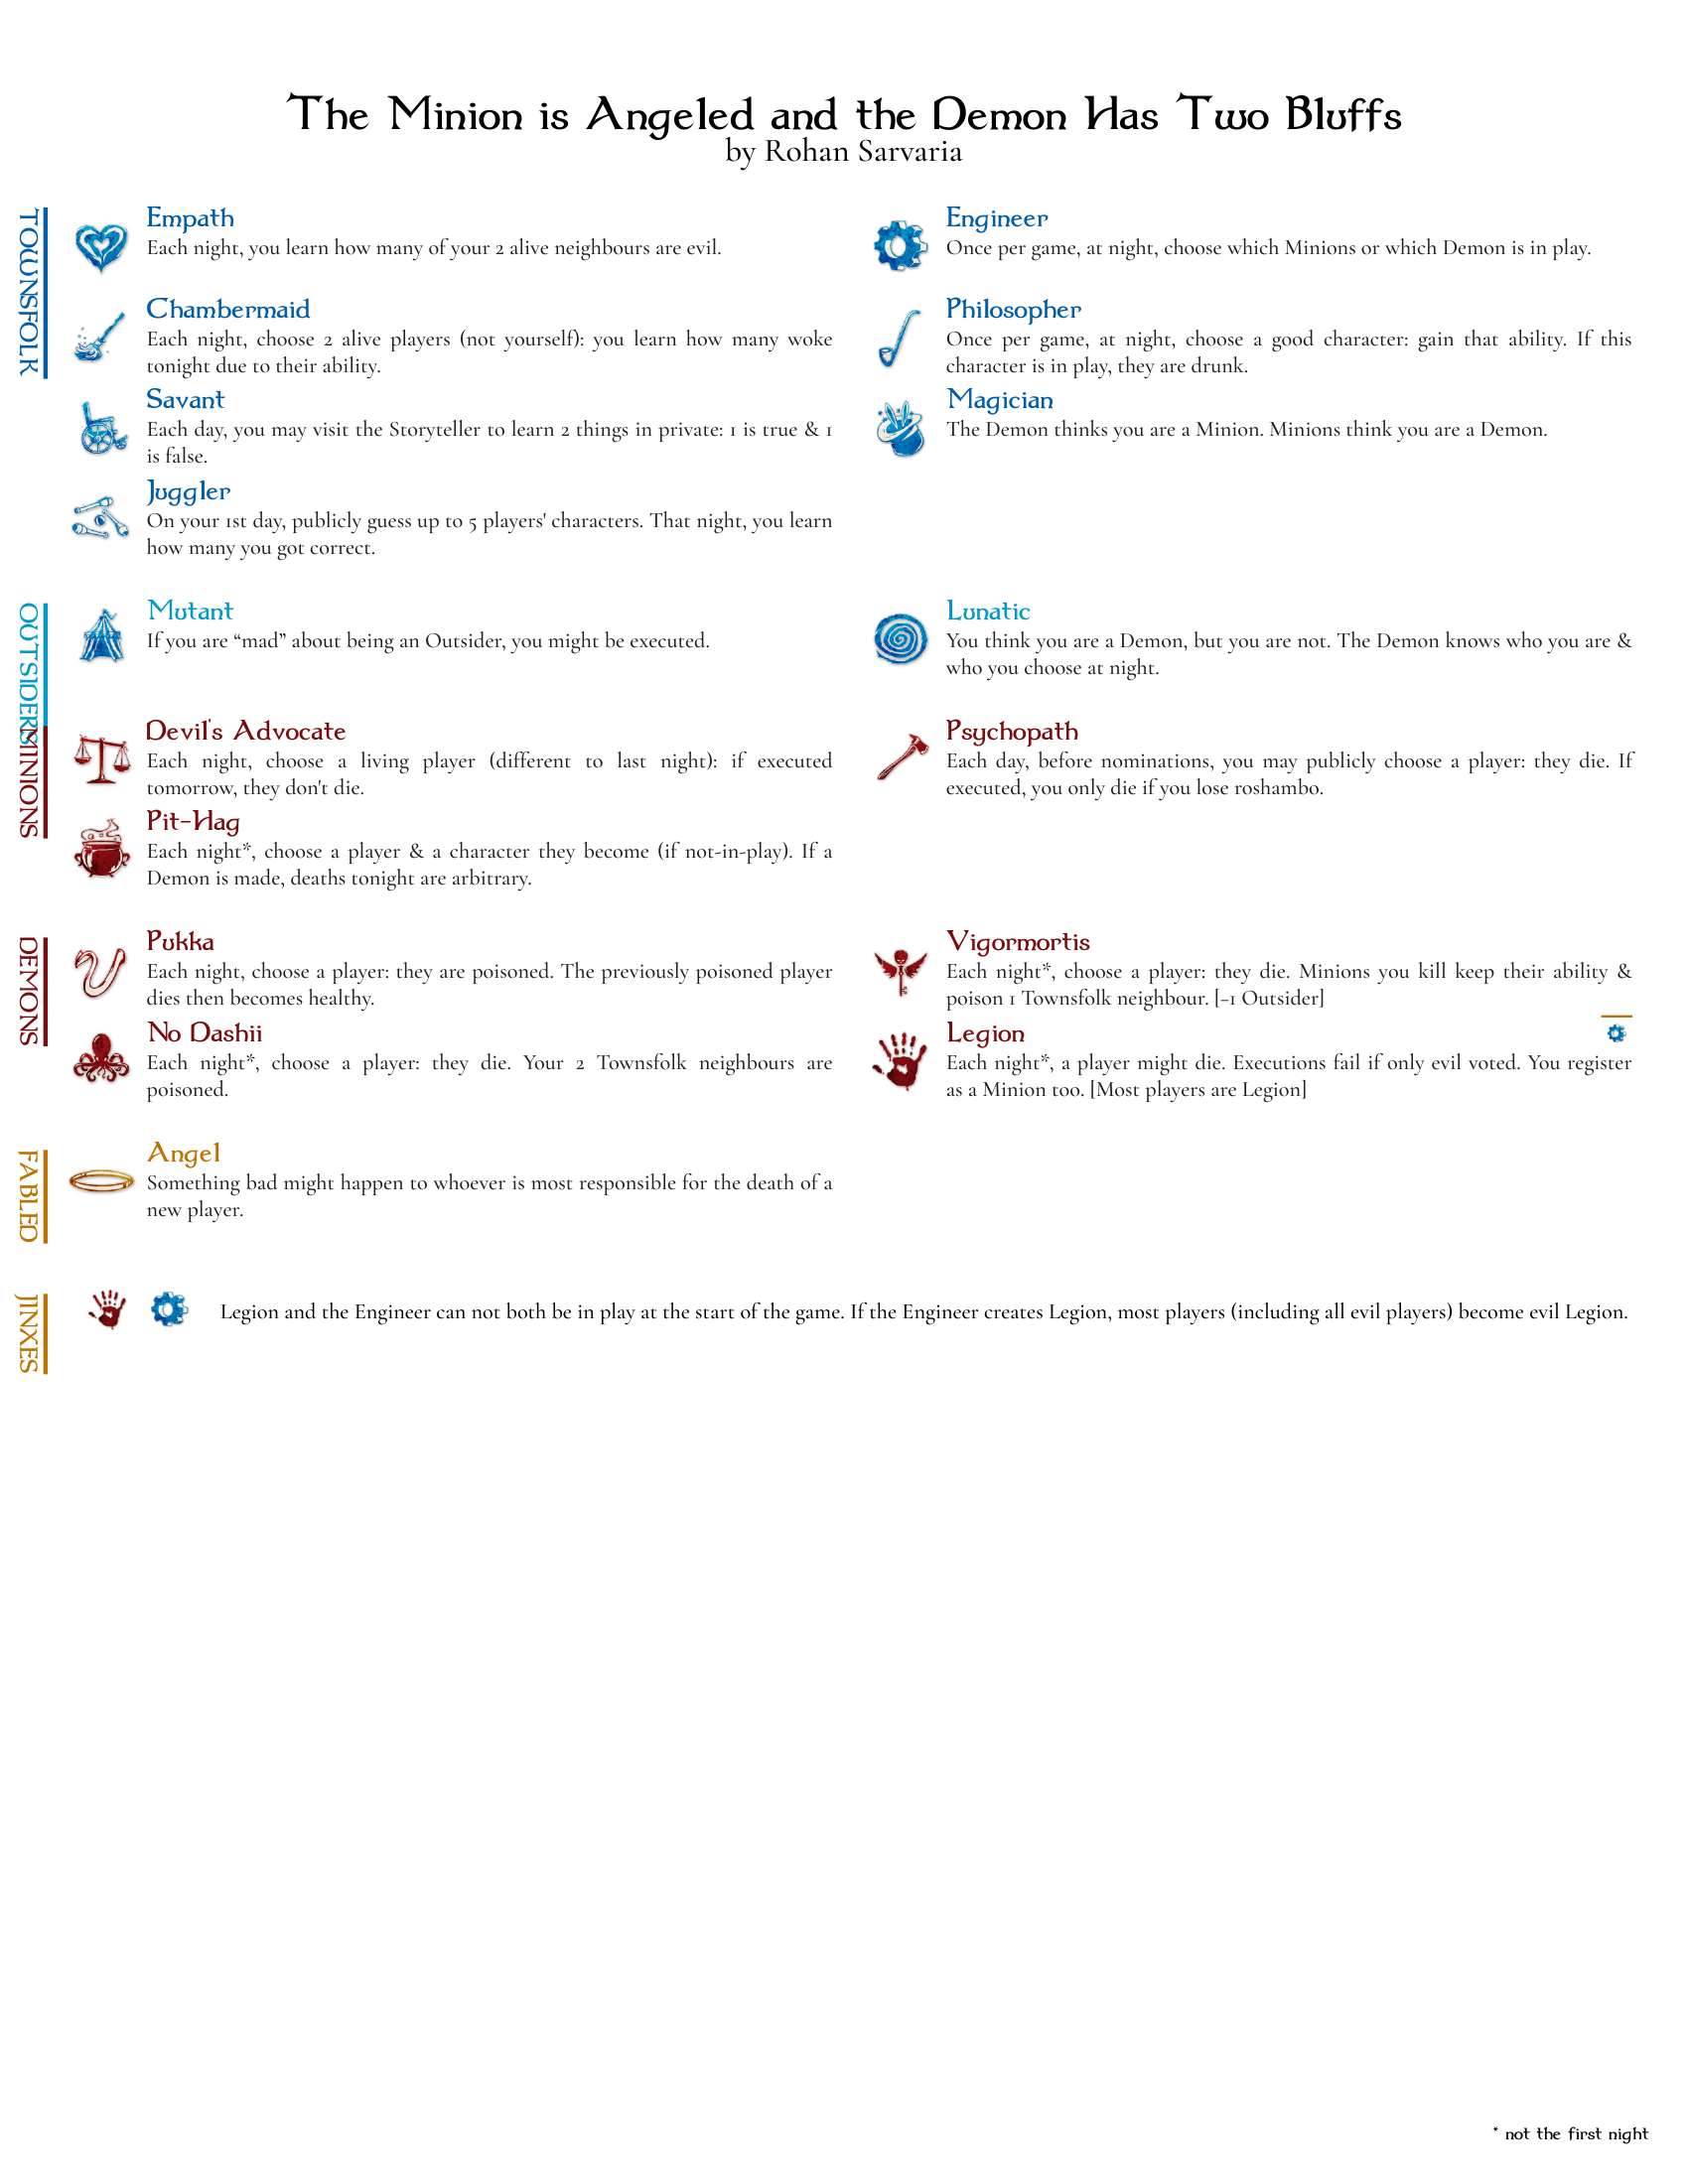 The Minion is Angeled and the Demon Has Two Bluffs
by Rohan Sarvaria
TOWNSFOLK
Empath
Each night, you learn how many of your 2 alive neighbours are evil.
Engineer
Once per game, at night, choose which Minions or which Demon is in play.
Chambermaid
Each night, choose 2 alive players (not yourself): you learn how many woke
tonight due to their ability.
Philosopher
Once per game, at night, choose a good character: gain that ability. If this
character is in play, they are drunk.
Savant
Each day, you may visit the Storyteller to learn 2 things in private: 1 is true & 1
is false.
Magician
The Demon thinks you are a Minion. Minions think you are a Demon.
Juggler
On your 1st day, publicly guess up to 5 players' characters. That night, you learn
how many you got correct.
OUTSIDERS
Mutant
If you are “mad” about being an Outsider, you might be executed.
Lunatic
You think you are a Demon, but you are not. The Demon knows who you are &
who you choose at night.
MINIONS
Devil's Advocate
Each night, choose a living player (different to last night): if executed
tomorrow, they don't die.
Psychopath
Each day, before nominations, you may publicly choose a player: they die. If
executed, you only die if you lose roshambo.
Pit-Hag
Each night*, choose a player & a character they become (if not-in-play). If a
Demon is made, deaths tonight are arbitrary.
DEMONS
Pukka
Each night, choose a player: they are poisoned. The previously poisoned player
dies then becomes healthy.
Vigormortis
Each night*, choose a player: they die. Minions you kill keep their ability &
poison 1 Townsfolk neighbour. [-1 Outsider]
No Dashii
Each night*, choose a player: they die. Your 2 Townsfolk neighbours are
poisoned.
Legion
Each night*, a player might die. Executions fail if only evil voted. You register
as a Minion too. [Most players are Legion]
FABLED
Angel
Something bad might happen to whoever is most responsible for the death of a
new player.
JINXES
Legion and the Engineer can not both be in play at the start of the game. If the Engineer creates Legion, most players (including all evil players) become evil Legion.
* not the first night